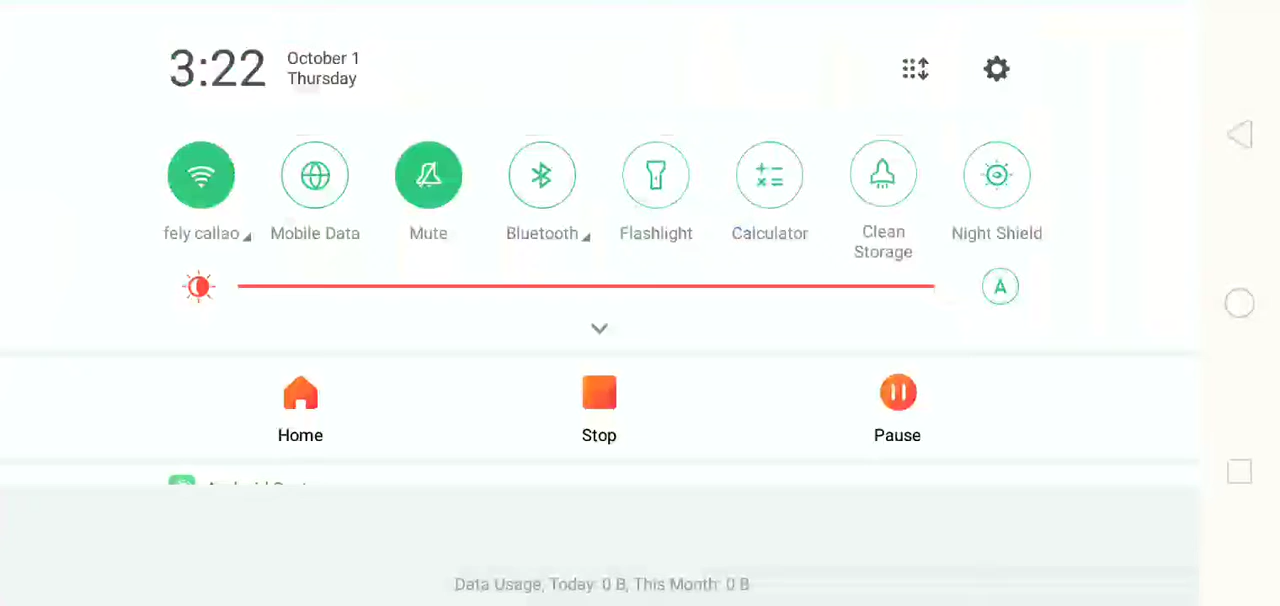 3:22
October 1
Thursday
fely callao
Mobile Data
Mute
Bluetooth
Flashlight
Calculator
Clean
Storage
Night Shield
A
Home
Stop
Pause
Data Usage, Today: 0 B, This Month: 0 B